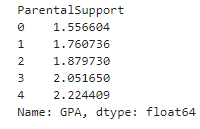 ParentalSupport
0    1.556604
1    1.760736
2    1.879730
3    2.051650
4    2.224409
Name: GPA, dtype: float64